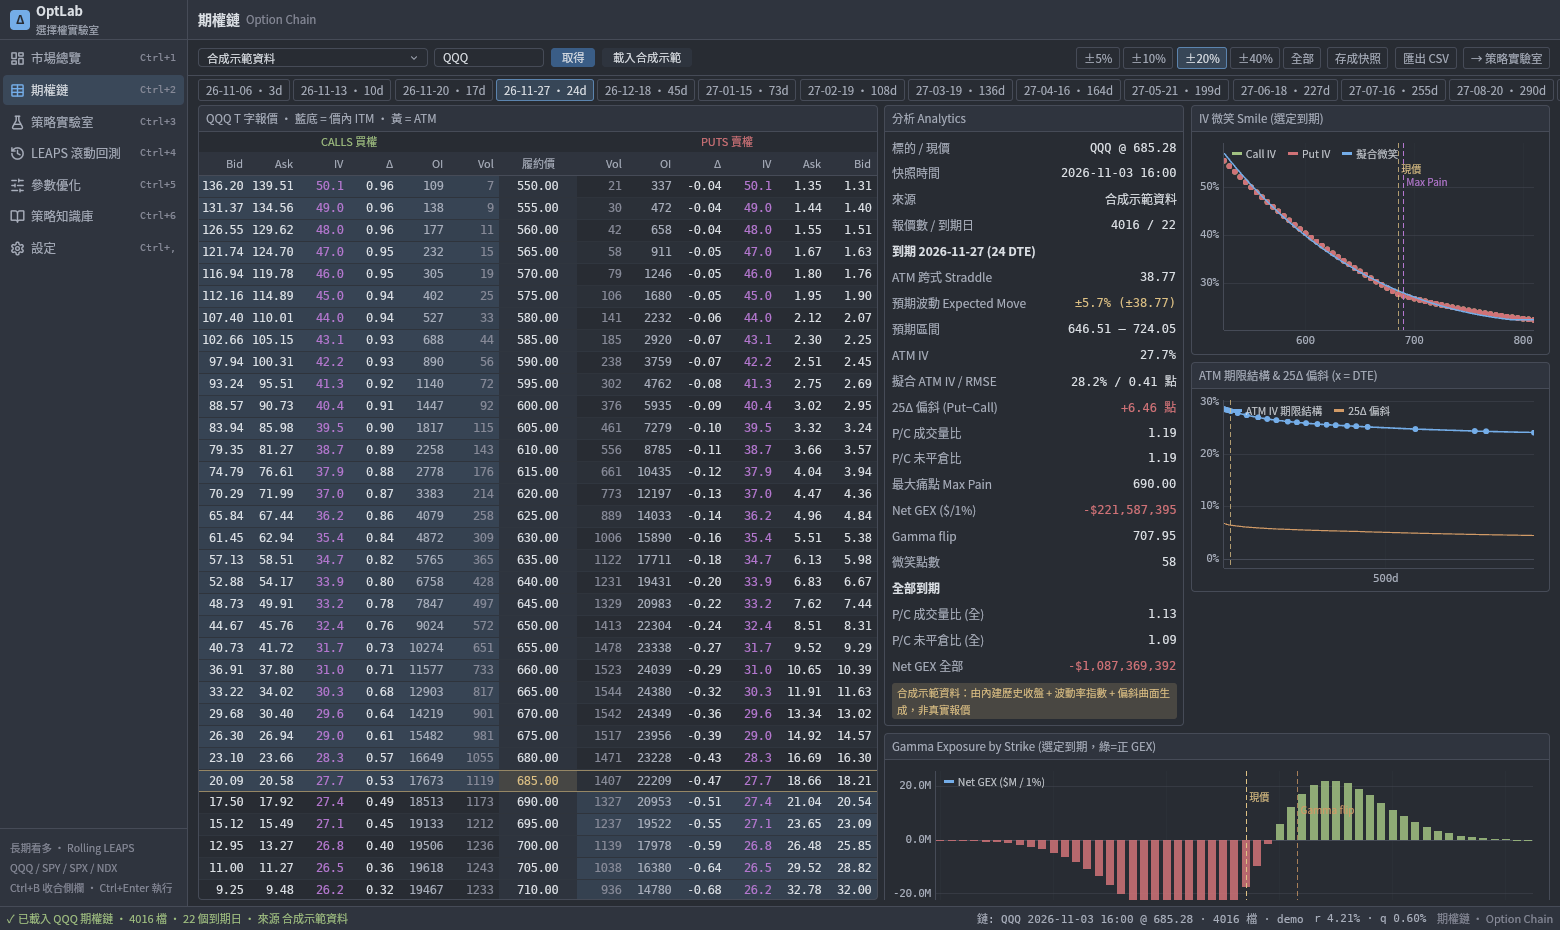 Δ OptLab
選擇權實驗室
市場總覽 Ctrl+1
期權鏈 Ctrl+2
策略實驗室 Ctrl+3
LEAPS 滾動回測 Ctrl+4
參數優化 Ctrl+5
策略知識庫 Ctrl+6
設定 Ctrl+,
長期看多 • Rolling LEAPS
QQQ / SPY / SPX / NDX
Ctrl+B 收合側欄 • Ctrl+Enter 執行
期權鏈 Option Chain
合成示範資料 QQQ 取得 載入合成示範 ±5% ±10% ±20% ±40% 全部 存成快照 匯出 CSV → 策略實驗室
26-11-06 • 3d 26-11-13 • 10d 26-11-20 • 17d 26-11-27 • 24d 26-12-18 • 45d 27-01-15 • 73d 27-02-19 • 108d 27-03-19 • 136d 27-04-16 • 164d 27-05-21 • 199d 27-06-18 • 227d 27-07-16 • 255d 27-08-20 • 290d
QQQ T 字報價 • 藍底 = 價內 ITM • 黃 = ATM
CALLS 買權 PUTS 賣權
Bid Ask IV Δ OI Vol 履約價 Vol OI Δ IV Ask Bid
136.20 139.51 50.1 0.96 109 7 550.00 21 337 -0.04 50.1 1.35 1.31
131.37 134.56 49.0 0.96 138 9 555.00 30 472 -0.04 49.0 1.44 1.40
126.55 129.62 48.0 0.96 177 11 560.00 42 658 -0.04 48.0 1.55 1.51
121.74 124.70 47.0 0.95 232 15 565.00 58 911 -0.05 47.0 1.67 1.63
116.94 119.78 46.0 0.95 305 19 570.00 79 1246 -0.05 46.0 1.80 1.76
112.16 114.89 45.0 0.94 402 25 575.00 106 1680 -0.05 45.0 1.95 1.90
107.40 110.01 44.0 0.94 527 33 580.00 141 2232 -0.06 44.0 2.12 2.07
102.66 105.15 43.1 0.93 688 44 585.00 185 2920 -0.07 43.1 2.30 2.25
97.94 100.31 42.2 0.93 890 56 590.00 238 3759 -0.07 42.2 2.51 2.45
93.24 95.51 41.3 0.92 1140 72 595.00 302 4762 -0.08 41.3 2.75 2.69
88.57 90.73 40.4 0.91 1447 92 600.00 376 5935 -0.09 40.4 3.02 2.95
83.94 85.98 39.5 0.90 1817 115 605.00 461 7279 -0.10 39.5 3.32 3.24
79.35 81.27 38.7 0.89 2258 143 610.00 556 8785 -0.11 38.7 3.66 3.57
74.79 76.61 37.9 0.88 2778 176 615.00 661 10435 -0.12 37.9 4.04 3.94
70.29 71.99 37.0 0.87 3383 214 620.00 773 12197 -0.13 37.0 4.47 4.36
65.84 67.44 36.2 0.86 4079 258 625.00 889 14033 -0.14 36.2 4.96 4.84
61.45 62.94 35.4 0.84 4872 309 630.00 1006 15890 -0.16 35.4 5.51 5.38
57.13 58.51 34.7 0.82 5765 365 635.00 1122 17711 -0.18 34.7 6.13 5.98
52.88 54.17 33.9 0.80 6758 428 640.00 1231 19431 -0.20 33.9 6.83 6.67
48.73 49.91 33.2 0.78 7847 497 645.00 1329 20983 -0.22 33.2 7.62 7.44
44.67 45.76 32.4 0.76 9024 572 650.00 1413 22304 -0.24 32.4 8.51 8.31
40.73 41.72 31.7 0.73 10274 651 655.00 1478 23338 -0.27 31.7 9.52 9.29
36.91 37.80 31.0 0.71 11577 733 660.00 1523 24039 -0.29 31.0 10.65 10.39
33.22 34.02 30.3 0.68 12903 817 665.00 1544 24380 -0.32 30.3 11.91 11.63
29.68 30.40 29.6 0.64 14219 901 670.00 1542 24349 -0.36 29.6 13.34 13.02
26.30 26.94 29.0 0.61 15482 981 675.00 1517 23956 -0.39 29.0 14.92 14.57
23.10 23.66 28.3 0.57 16649 1055 680.00 1471 23228 -0.43 28.3 16.69 16.30
20.09 20.58 27.7 0.53 17673 1119 685.00 1407 22209 -0.47 27.7 18.66 18.21
17.50 17.92 27.4 0.49 18513 1173 690.00 1327 20953 -0.51 27.4 21.04 20.54
15.12 15.49 27.1 0.45 19133 1212 695.00 1237 19522 -0.55 27.1 23.65 23.09
12.95 13.27 26.8 0.40 19506 1236 700.00 1139 17978 -0.59 26.8 26.48 25.85
11.00 11.27 26.5 0.36 19618 1243 705.00 1038 16380 -0.64 26.5 29.52 28.82
9.25 9.48 26.2 0.32 19467 1233 710.00 936 14780 -0.68 26.2 32.78 32.00
分析 Analytics
標的 / 現價 QQQ @ 685.28
快照時間 2026-11-03 16:00
來源 合成示範資料
報價數 / 到期日 4016 / 22
到期 2026-11-27 (24 DTE)
ATM 跨式 Straddle 38.77
預期波動 Expected Move ±5.7% (±38.77)
預期區間 646.51 — 724.05
ATM IV 27.7%
擬合 ATM IV / RMSE 28.2% / 0.41 點
25Δ 偏斜 (Put−Call) +6.46 點
P/C 成交量比 1.19
P/C 未平倉比 1.19
最大痛點 Max Pain 690.00
Net GEX ($/1%) -$221,587,395
Gamma flip 707.95
微笑點數 58
全部到期
P/C 成交量比 (全) 1.13
P/C 未平倉比 (全) 1.09
Net GEX 全部 -$1,087,369,392
合成示範資料：由內建歷史收盤 + 波動率指數 + 偏斜曲面生
成，非真實報價
IV 微笑 Smile (選定到期)
Call IV Put IV 擬合微笑
現價
Max Pain
50%
40%
30%
600 700 800
ATM 期限結構 & 25Δ 偏斜 (x = DTE)
ATM IV 期限結構 25Δ 偏斜
30%
20%
10%
0%
500d
Gamma Exposure by Strike (選定到期，綠=正 GEX)
Net GEX ($M / 1%)
現價
Gamma flip
20.0M
0.0M
-20.0M
✓ 已載入 QQQ 期權鏈 • 4016 檔 • 22 個到期日 • 來源 合成示範資料
鏈: QQQ 2026-11-03 16:00 @ 685.28 · 4016 檔 · demo r 4.21% · q 0.60% 期權鏈 • Option Chain